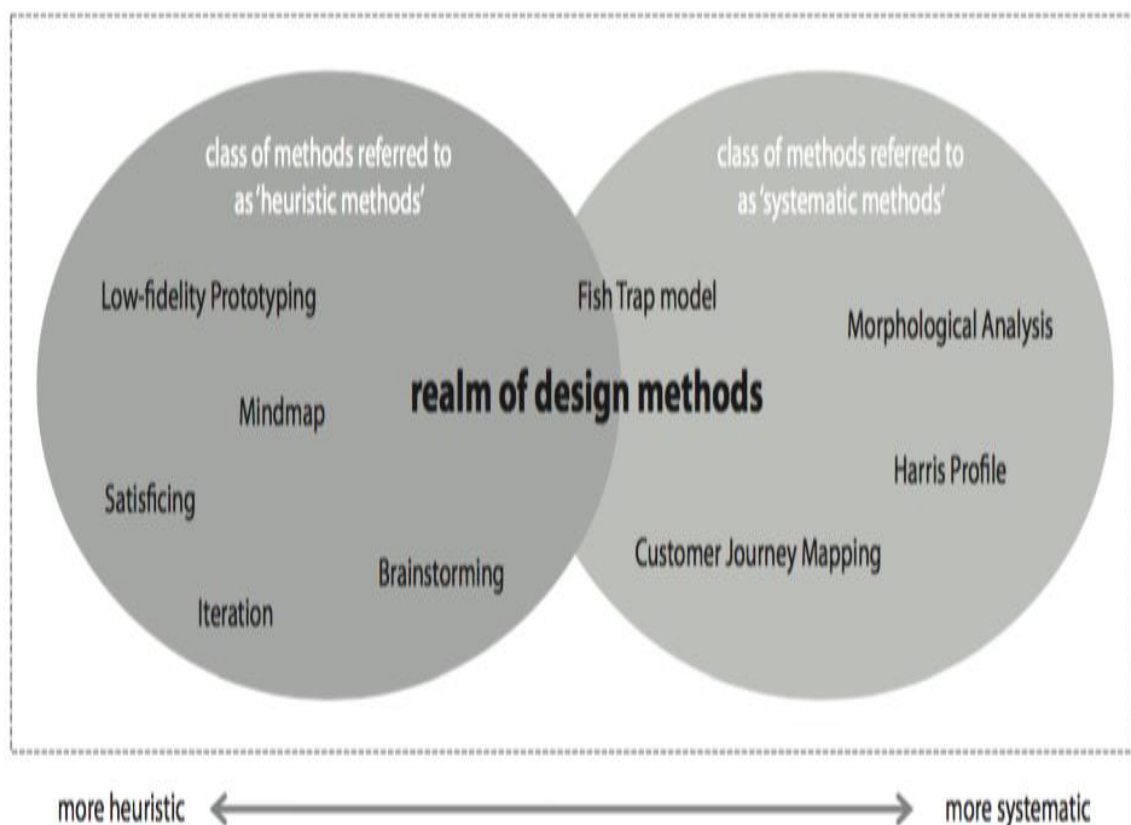 class of methods referred to
as 'heuristic methods'
class of methods referred to
as 'systematic methods'
Low-fidelity Prototyping
Fish Trap model
Morphological Analysis
realm of design methods
Mindmap
Harris Profile
Satisficing
Customer Journey Mapping
Brainstorming
Iteration
more heuristic
more systematic